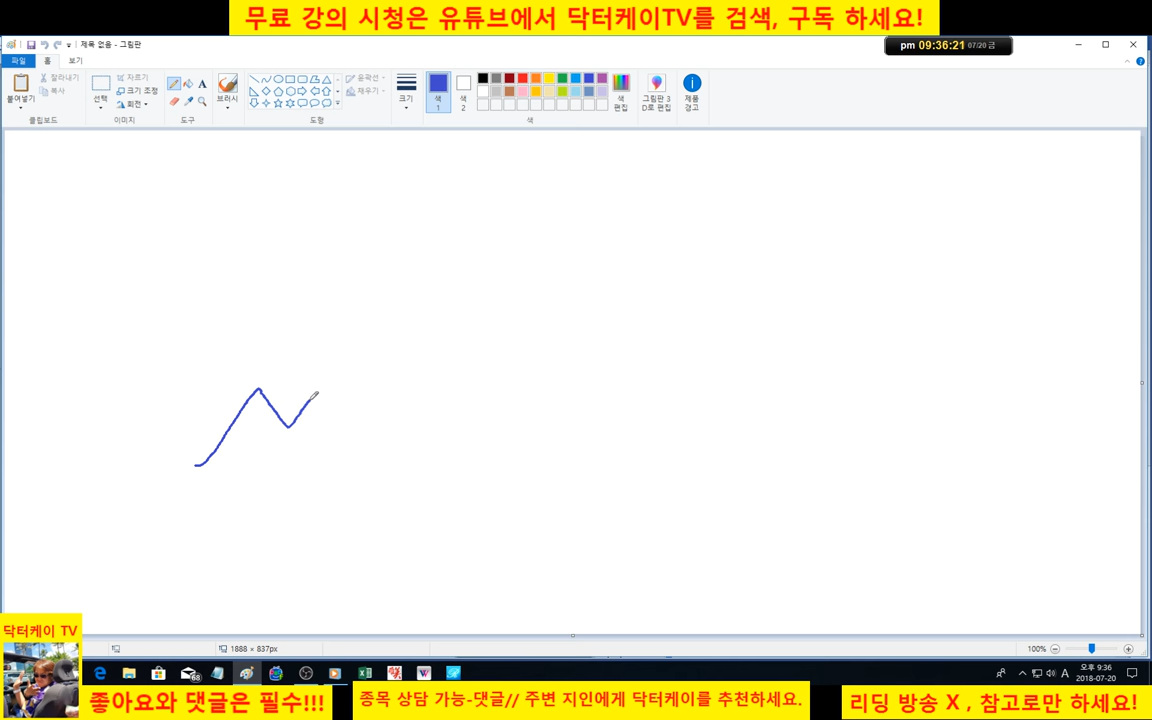 무료 강의 시청은 유튜브에서 닥터케이TV를 검색, 구독 하세요!
제목 없음 - 그림판
pm 09:36:21 07/20 금
파일 홈 보기
붙여넣기
잘라내기
복사
클립보드
선택
자르기
크기 조정
회전
이미지
A
도구
브러시
윤곽선
채우기
도형
크기
색 1
색 2
색 편집
색
그림판 3D로 편집
제품 경고
1888 × 837px
100%
닥터케이 TV
68
A
오후 9:36
2018-07-20
좋아요와 댓글은 필수!!!
종목 상담 가능-댓글// 주변 지인에게 닥터케이를 추천하세요.
리딩 방송 X , 참고로만 하세요!